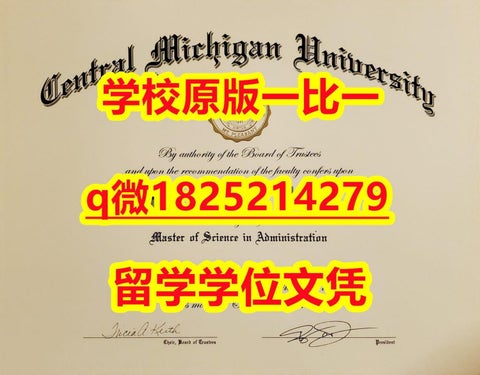 Central Michigan University
学校原版一比一
By authority of the Board of Trustees
and upon the recommendation of the faculty confers upon
q微1825214279
Master of Science in Administration
留学学位文凭
Chair, Board of Trustees
President